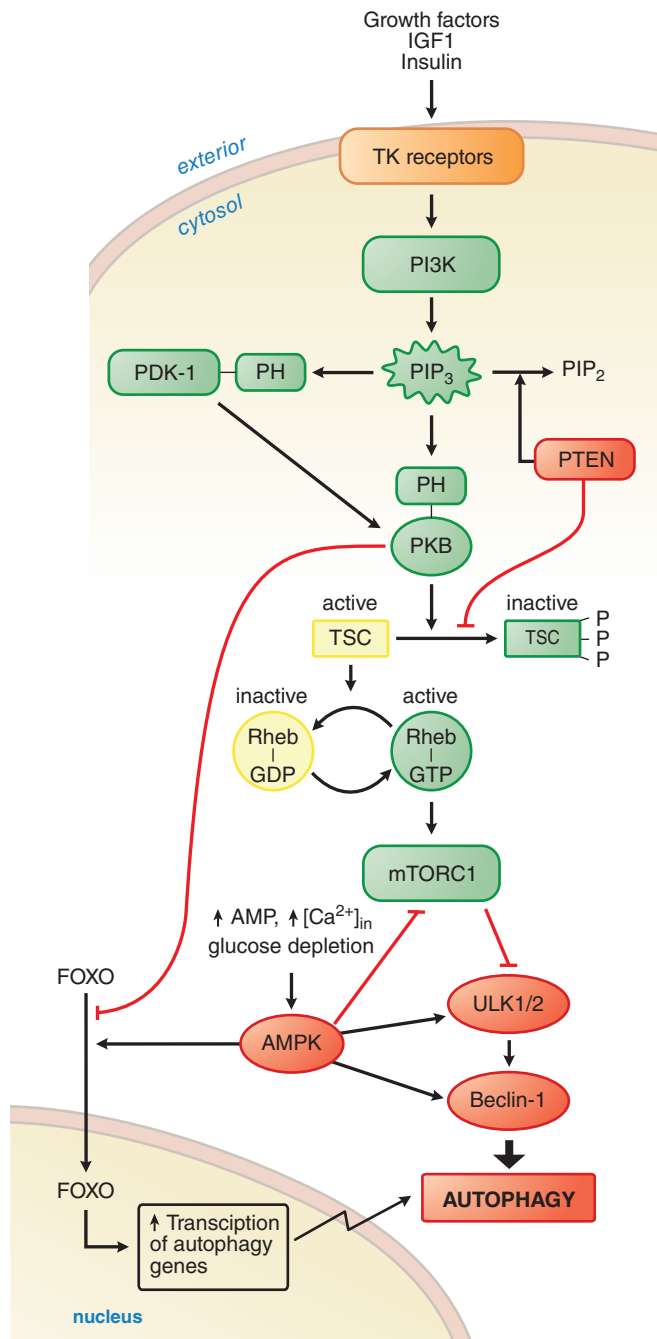 Growth factors
IGF1
Insulin
exterior
TK receptors
cytosol
PI3K
PDK-1
PH
PIP3
PIP2
PTEN
PH
PKB
active
inactive
TSC
TSC
P
P
P
inactive
active
Rheb
GDP
Rheb
GTP
mTORC1
AMP, [Ca2+]in
glucose depletion
FOXO
ULK1/2
AMPK
Beclin-1
FOXO
AUTOPHAGY
Transciption
of autophagy
genes
nucleus